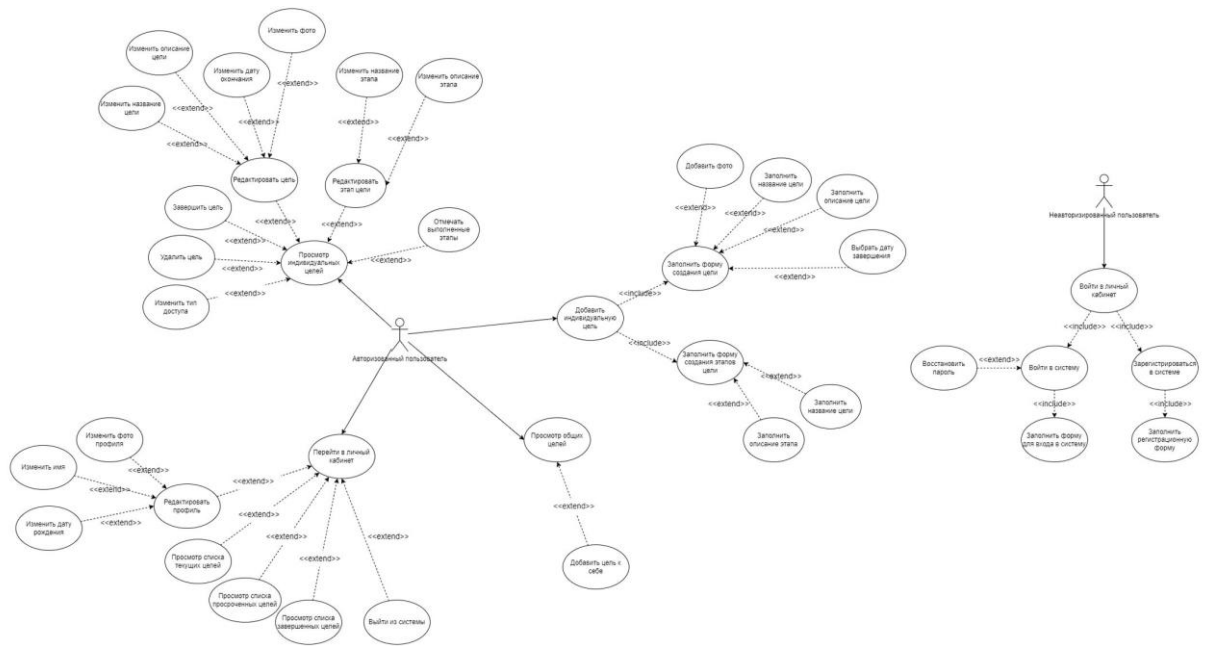 Изменить фото
Изменить описание
цели
Изменить дату
окончания
Изменить название
этапа
Изменить описание
этапа
Изменить название
цели
<<extend>>
<<extend>>
<<extend>>
<<extend>>
<<extend>>
<<extend>>
Редактировать цель
Редактировать
этап цели
Завершить цель
<<extend>>
<<extend>>
<<extend>>
Отмечать
выполненные
этапы
Удалить цель
<<extend>>
Просмотр
индивидуальных
целей
<<extend>>
Изменить тип
доступа
<<extend>>
Авторизованный пользователь
Добавить фото
Заполнить
название цели
Заполнить
описание цели
Выбрать дату
завершения
<<extend>>
<<extend>>
<<extend>>
<<extend>>
Заполнить форму
создания цели
<<include>>
Добавить
индивидуальную
цель
<<include>>
Заполнить форму
создания этапов
цели
<<extend>>
<<extend>>
Заполнить
название цели
Заполнить
описание этапа
Просмотр общих
целей
<<extend>>
Добавить цель к
себе
Перейти в личный
кабинет
Изменить фото
профиля
<<extend>>
Изменить имя
<<extend>>
Редактировать
профиль
<<extend>>
Изменить дату
рождения
<<extend>>
<<extend>>
<<extend>>
<<extend>>
<<extend>>
Просмотр списка
текущих целей
Просмотр списка
просроченных целей
Просмотр списка
завершенных целей
Выйти из системы
Неавторизированный пользователь
Войти в личный
кабинет
<<include>>
<<include>>
Восстановить
пароль
<<extend>>
Войти в систему
Зарегистрироваться
в системе
<<include>>
<<include>>
Заполнить форму
для входа в систему
Заполнить
регистрационную
форму